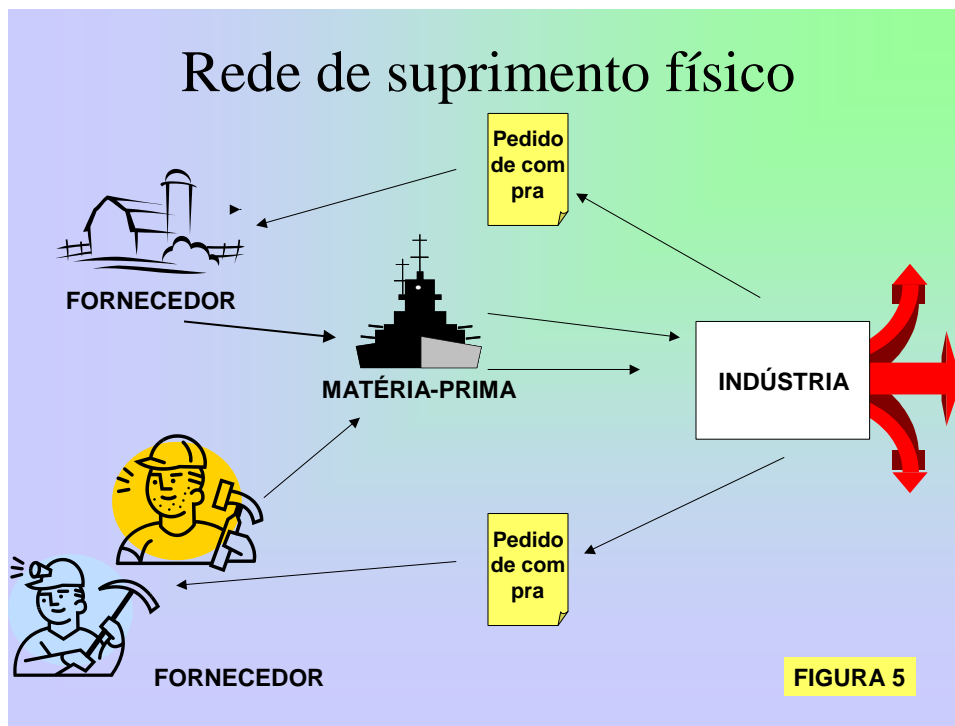 Rede de suprimento físico
Pedido
de com
pra
FORNECEDOR
MATÉRIA-PRIMA
INDÚSTRIA
Pedido
de com
pra
FORNECEDOR
FIGURA 5